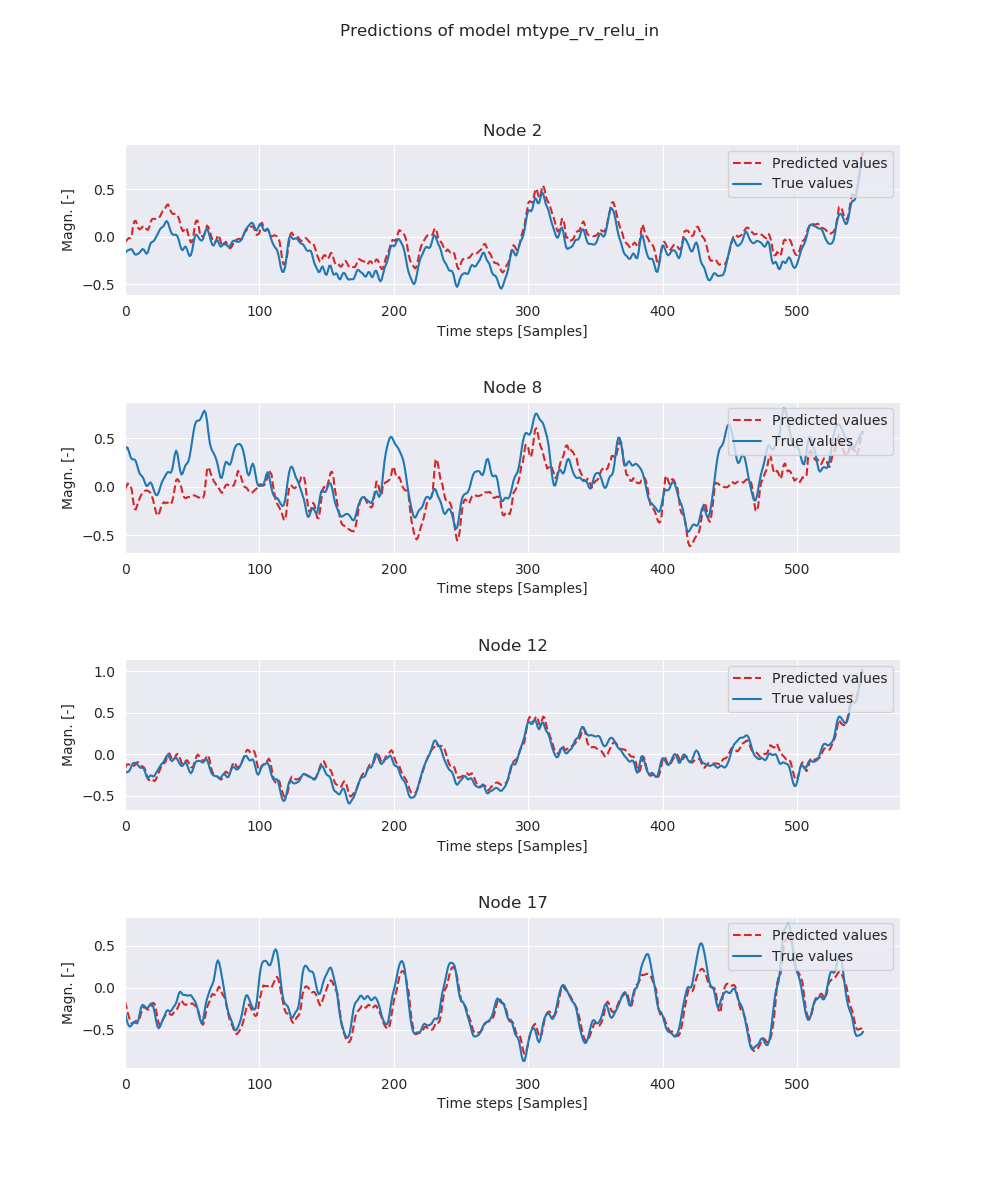 Predictions of model mtype_rv_relu_in
Node 2
Magn. [-]
0.5
0.0
−0.5
Predicted values
True values
0 100 200 300 400 500
Time steps [Samples]
Node 8
Magn. [-]
0.5
0.0
−0.5
Predicted values
True values
0 100 200 300 400 500
Time steps [Samples]
Node 12
Magn. [-]
1.0
0.5
0.0
−0.5
Predicted values
True values
0 100 200 300 400 500
Time steps [Samples]
Node 17
Magn. [-]
0.5
0.0
−0.5
Predicted values
True values
0 100 200 300 400 500
Time steps [Samples]